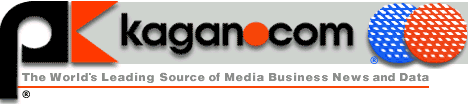 PK kagan.com ®
The World's Leading Source of Media Business News and Data
®